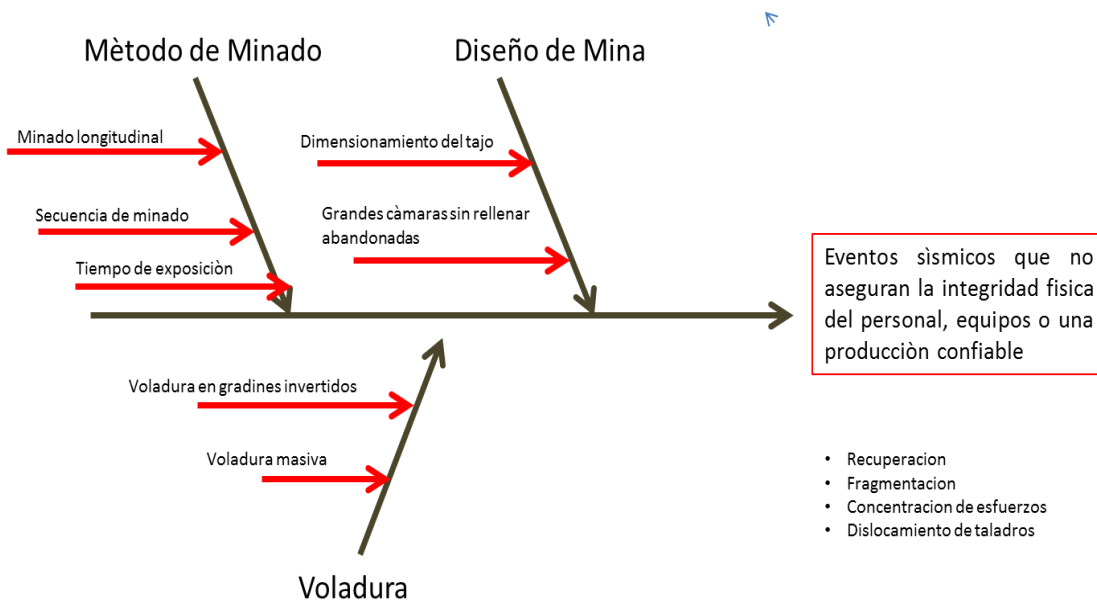 Mètodo de Minado
Diseño de Mina
Minado longitudinal
Dimensionamiento del tajo
Secuencia de minado
Grandes càmaras sin rellenar
abandonadas
Tiempo de exposiciòn
Eventos sìsmicos que no
aseguran la integridad fisica
del personal, equipos o una
producciòn confiable
Voladura en gradines invertidos
Voladura masiva
• Recuperacion
• Fragmentacion
• Concentracion de esfuerzos
• Dislocamiento de taladros
Voladura